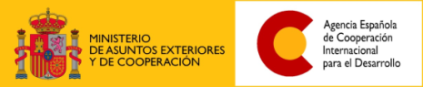 MINISTERIO
DE ASUNTOS EXTERIORES
Y DE COOPERACIÓN
Agencia Española
de Cooperación
Internacional
para el Desarrollo